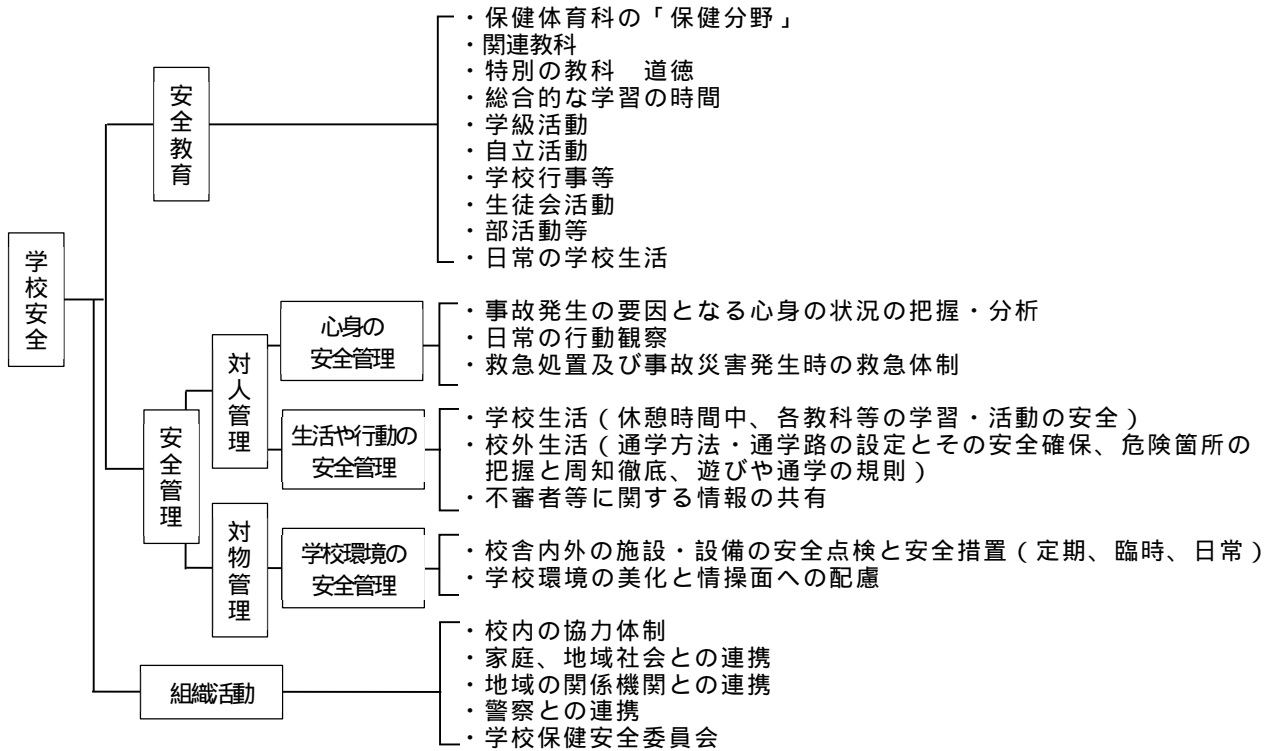 学校安全
安全教育
・保健体育科の「保健分野」
・関連教科
・特別の教科　道徳
・総合的な学習の時間
・学級活動
・自立活動
・学校行事等
・生徒会活動
・部活動等
・日常の学校生活
安全管理
対人管理
心身の
安全管理
・事故発生の要因となる心身の状況の把握・分析
・日常の行動観察
・救急処置及び事故災害発生時の救急体制
生活や行動の
安全管理
・学校生活（休憩時間中、各教科等の学習・活動の安全）
・校外生活（通学方法・通学路の設定とその安全確保、危険箇所の
把握と周知徹底、遊びや通学の規則）
・不審者等に関する情報の共有
対物管理
学校環境の
安全管理
・校舎内外の施設・設備の安全点検と安全措置（定期、臨時、日常）
・学校環境の美化と情操面への配慮
組織活動
・校内の協力体制
・家庭、地域社会との連携
・地域の関係機関との連携
・警察との連携
・学校保健安全委員会